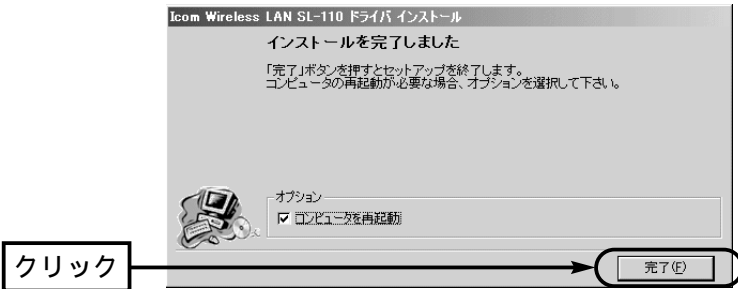 Icom Wireless LAN SL-110 ドライバ インストール
インストールを完了しました
「完了」ボタンを押すとセットアップを終了します。
コンピュータの再起動が必要な場合、オプションを選択して下さい。
オプション
コンピュータを再起動
クリック
完了(F)